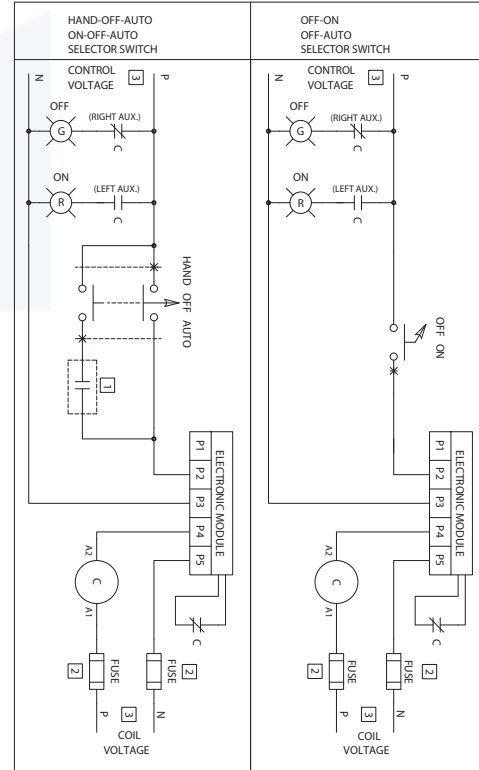 HAND-OFF-AUTO
ON-OFF-AUTO
SELECTOR SWITCH
N
CONTROL
VOLTAGE
3
P
OFF
G
(RIGHT AUX.)
C
ON
R
(LEFT AUX.)
C
HAND OFF AUTO
1
ELECTRONIC MODULE
P1
P2
P3
P4
P5
A2
C
A1
C
FUSE
2
FUSE
2
P
3
N
COIL
VOLTAGE
OFF-ON
OFF-AUTO
SELECTOR SWITCH
N
CONTROL
VOLTAGE
3
P
OFF
G
(RIGHT AUX.)
C
ON
R
(LEFT AUX.)
C
OFF ON
ELECTRONIC MODULE
P1
P2
P3
P4
P5
A2
C
A1
C
FUSE
2
FUSE
2
P
3
N
COIL
VOLTAGE